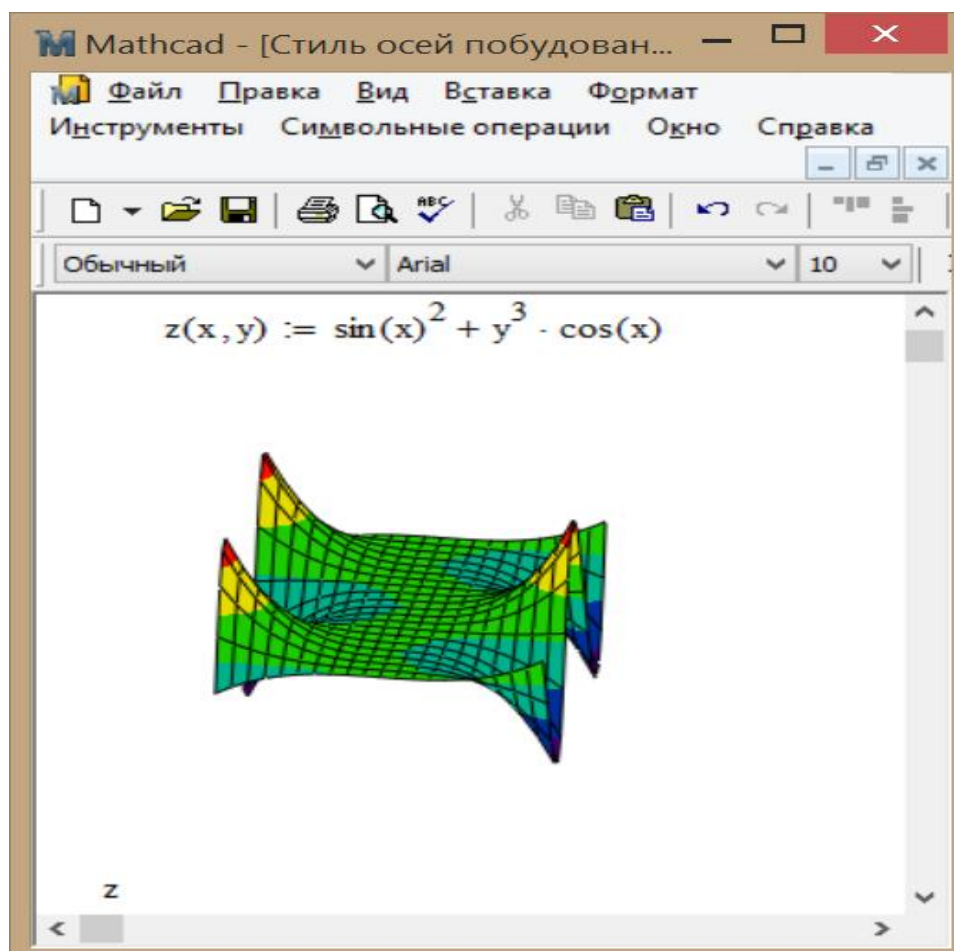 Mathcad - [Стиль осей побудован...
Файл Правка Вид Вставка Формат
Инструменты Символьные операции Окно Справка
ABC
Обычный Arial 10
z(x,y) := sin(x)^2 + y^3 · cos(x)
z